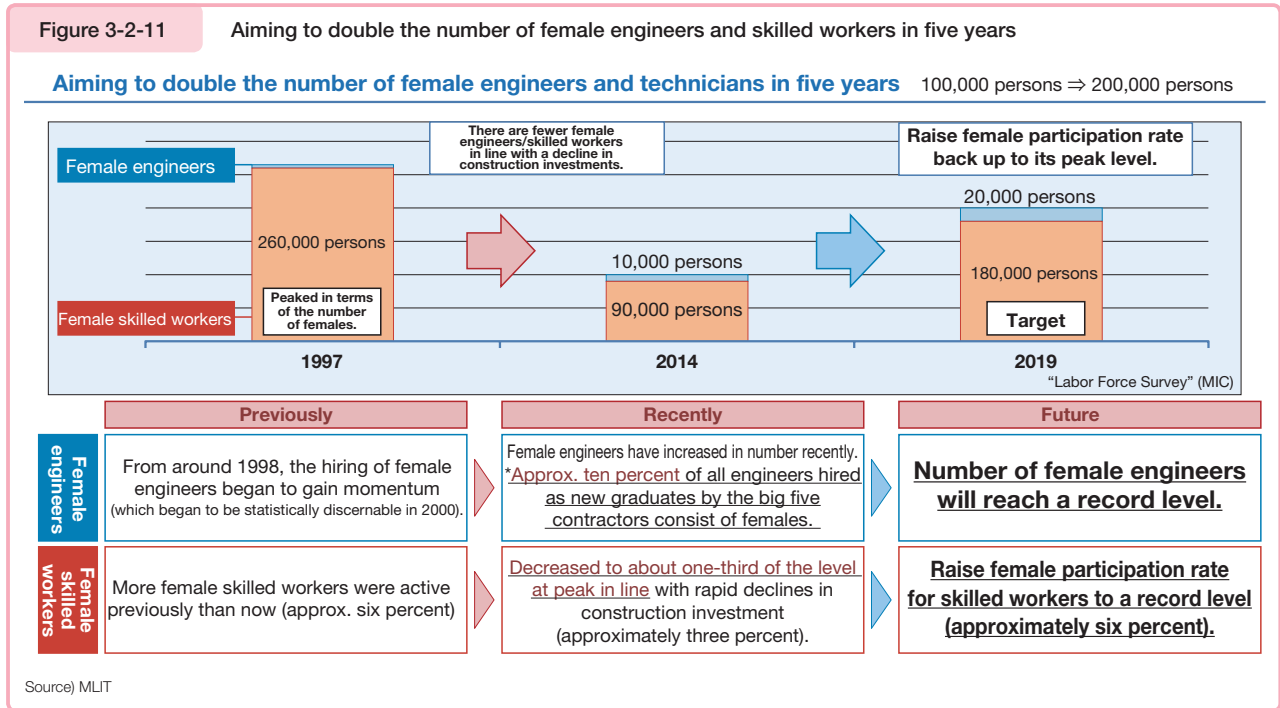 Figure 3-2-11
Aiming to double the number of female engineers and skilled workers in five years
Aiming to double the number of female engineers and technicians in five years 100,000 persons ⇒ 200,000 persons
Female engineers
There are fewer female
engineers/skilled workers
in line with a decline in
construction investments.
Raise female participation rate
back up to its peak level.
260,000 persons
10,000 persons
20,000 persons
90,000 persons
180,000 persons
Peaked in terms
of the number
of females.
Female skilled workers
Target
1997
2014
2019
“Labor Force Survey” (MIC)
Previously
Recently
Future
Female
engineers
From around 1998, the hiring of female
engineers began to gain momentum
(which began to be statistically discernable in 2000).
Female engineers have increased in number recently.
*Approx. ten percent of all engineers hired
as new graduates by the big five
contractors consist of females.
Number of female engineers
will reach a record level.
Female
skilled
workers
More female skilled workers were active
previously than now (approx. six percent)
Decreased to about one-third of the level
at peak in line with rapid declines in
construction investment
(approximately three percent).
Raise female participation rate
for skilled workers to a record level
(approximately six percent).
Source) MLIT